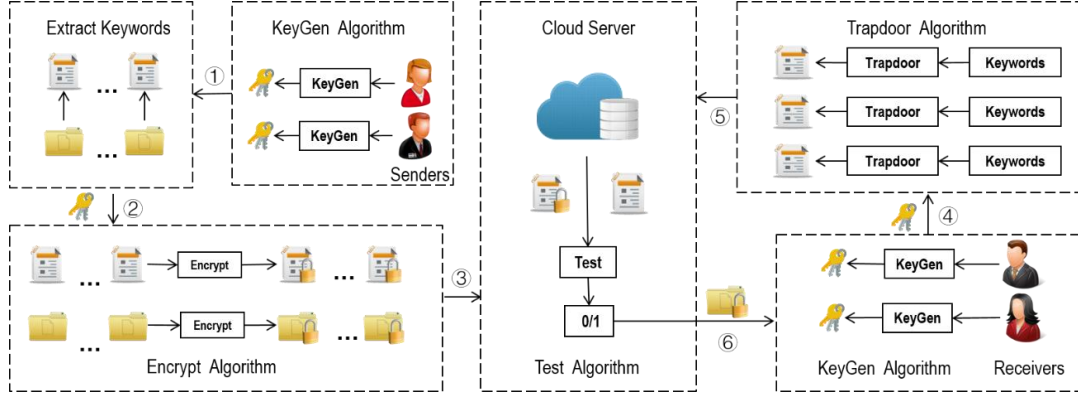 Extract Keywords
...
...
①
KeyGen Algorithm
KeyGen
KeyGen
Senders
②
... Encrypt ...
... Encrypt ...
Encrypt Algorithm
③
Cloud Server
Test
0/1
Test Algorithm
⑤
Trapdoor Algorithm
Trapdoor Keywords
Trapdoor Keywords
Trapdoor Keywords
④
⑥
KeyGen
KeyGen
KeyGen Algorithm Receivers